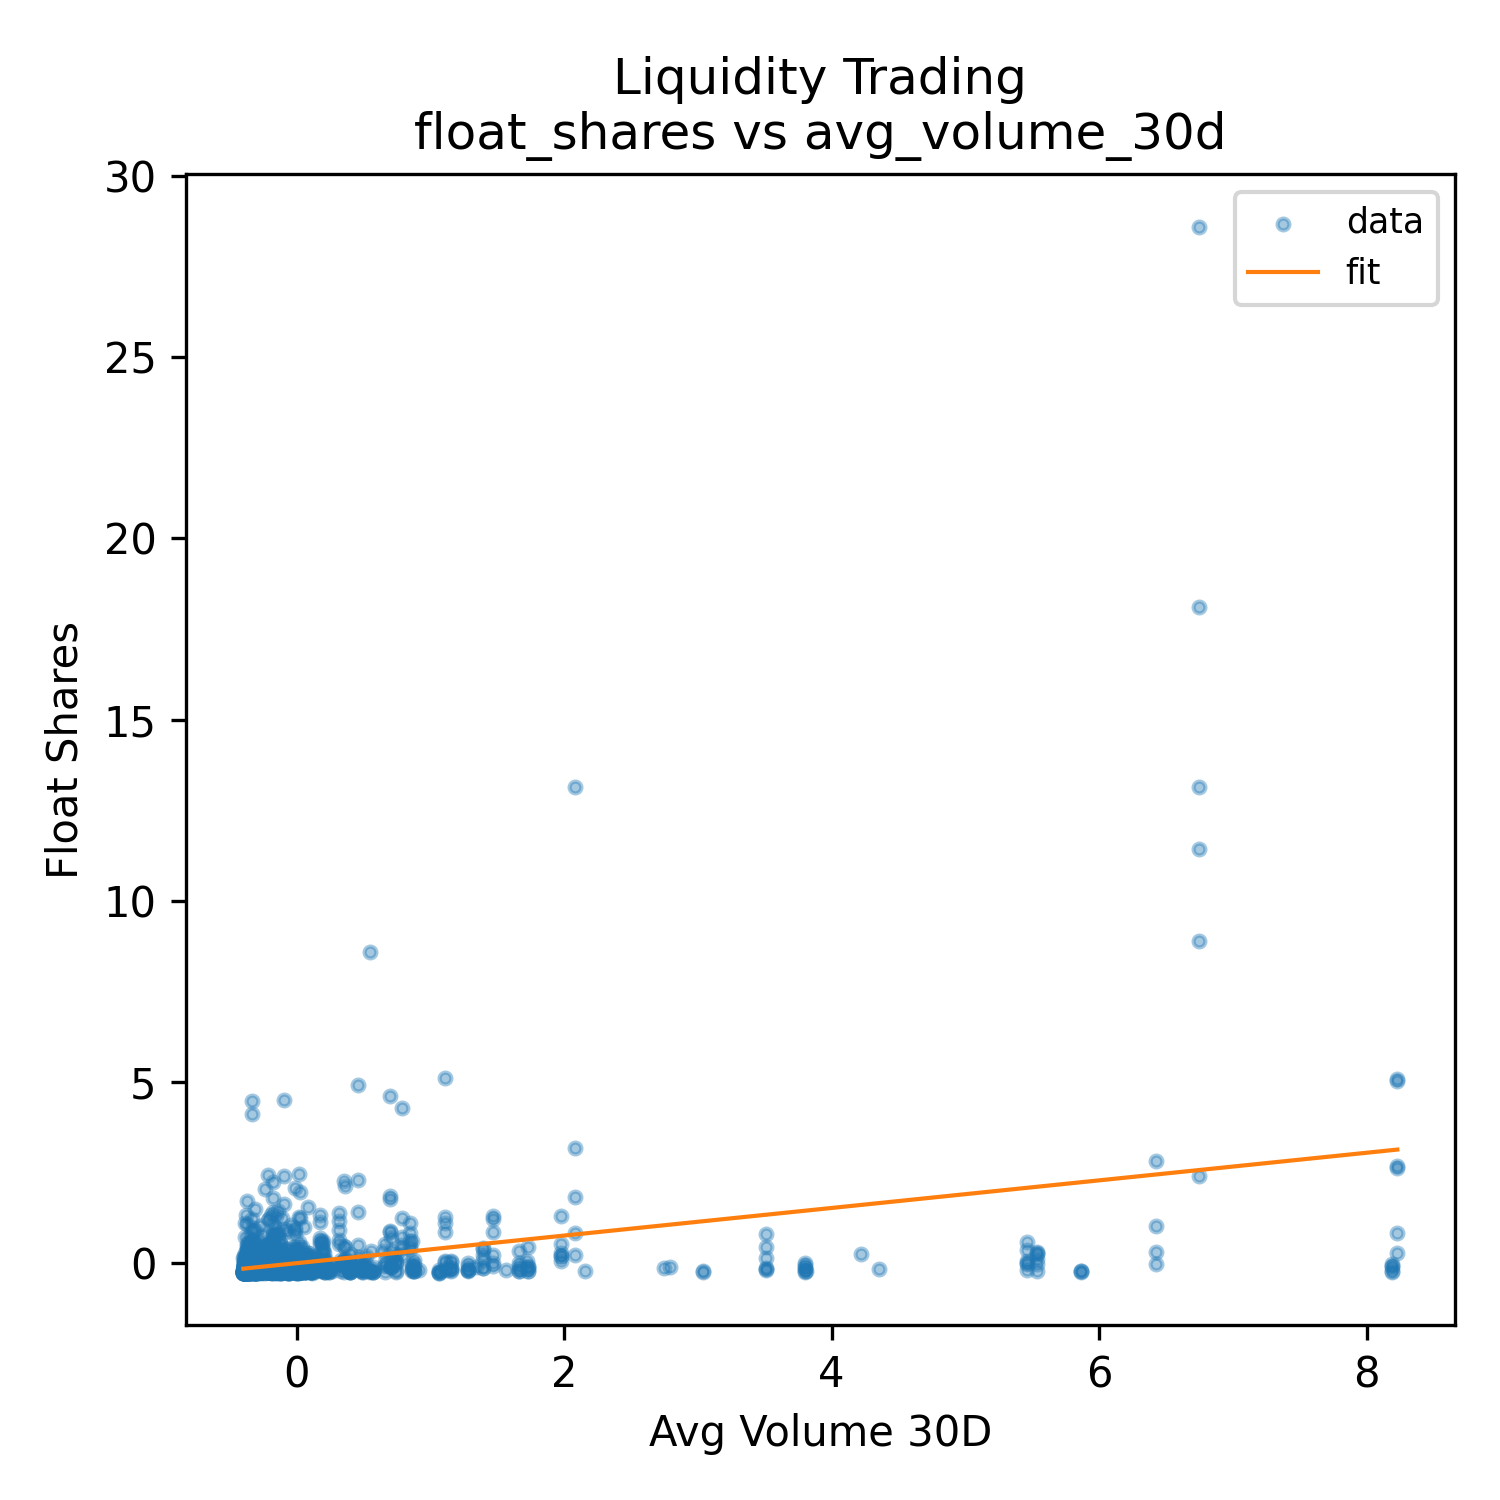 Liquidity Trading
float_shares vs avg_volume_30d
30
25
20
15
10
5
0
Float Shares
data
fit
0 2 4 6 8
Avg Volume 30D